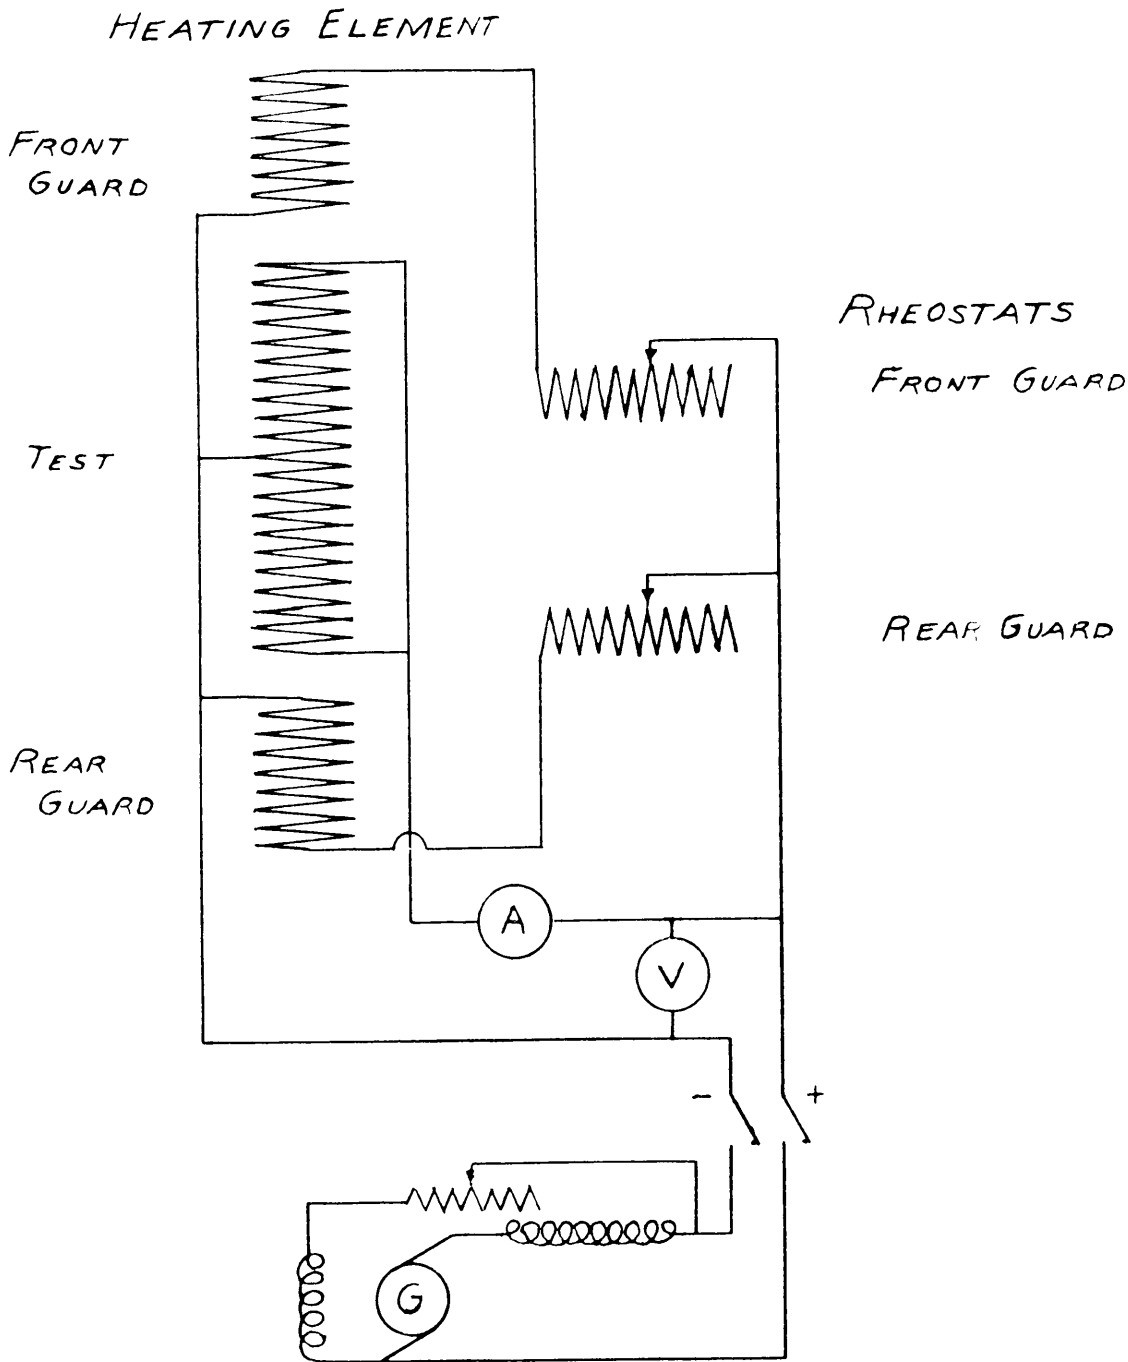 HEATING ELEMENT
FRONT
GUARD
RHEOSTATS
FRONT GUARD
TEST
REAR GUARD
REAR
GUARD
A
V
- +
G